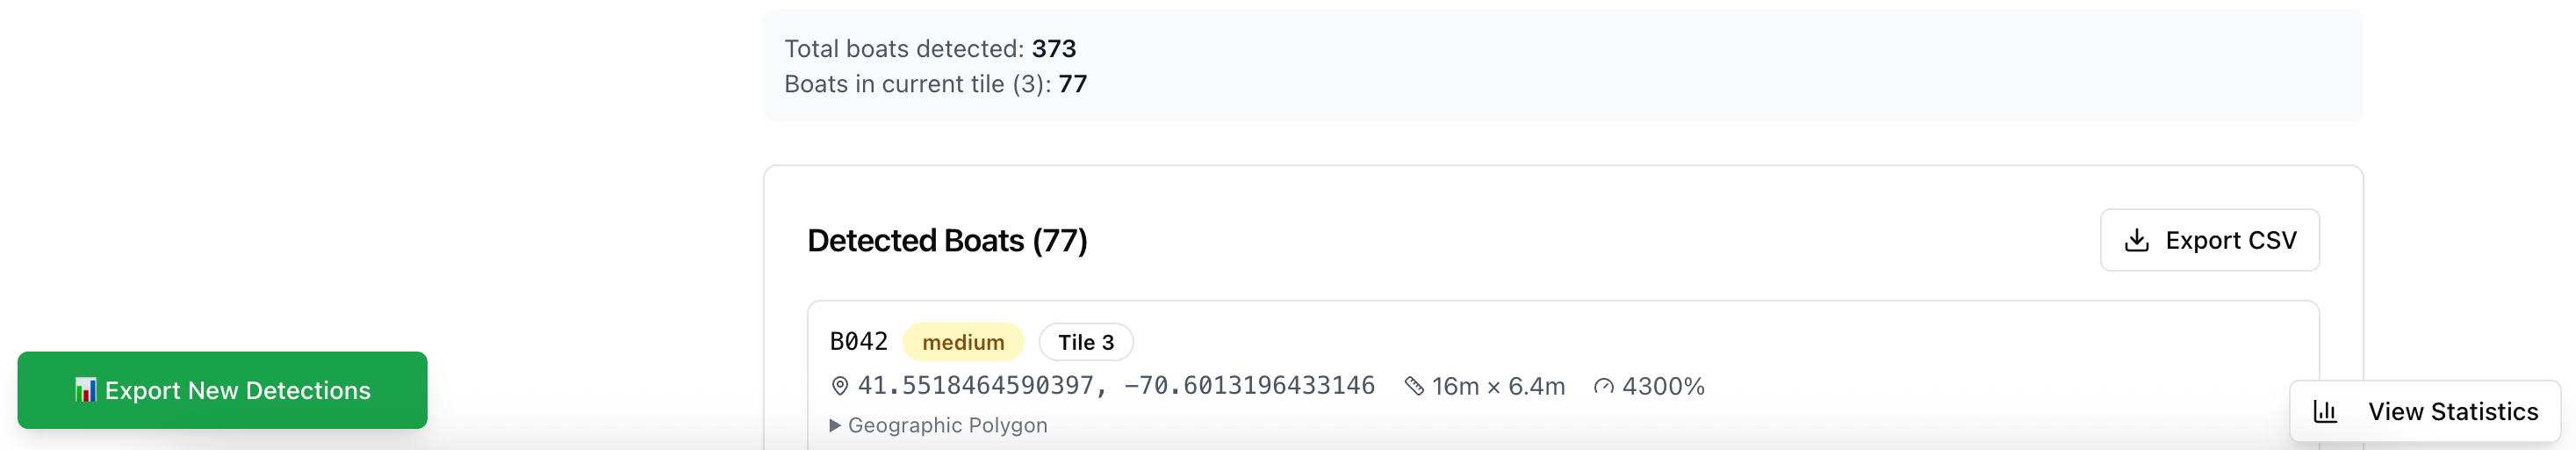 Total boats detected: 373
Boats in current tile (3): 77
Detected Boats (77)
Export CSV
B042 medium Tile 3
41.5518464590397, −70.6013196433146 16m × 6.4m 4300%
Geographic Polygon
Export New Detections
View Statistics